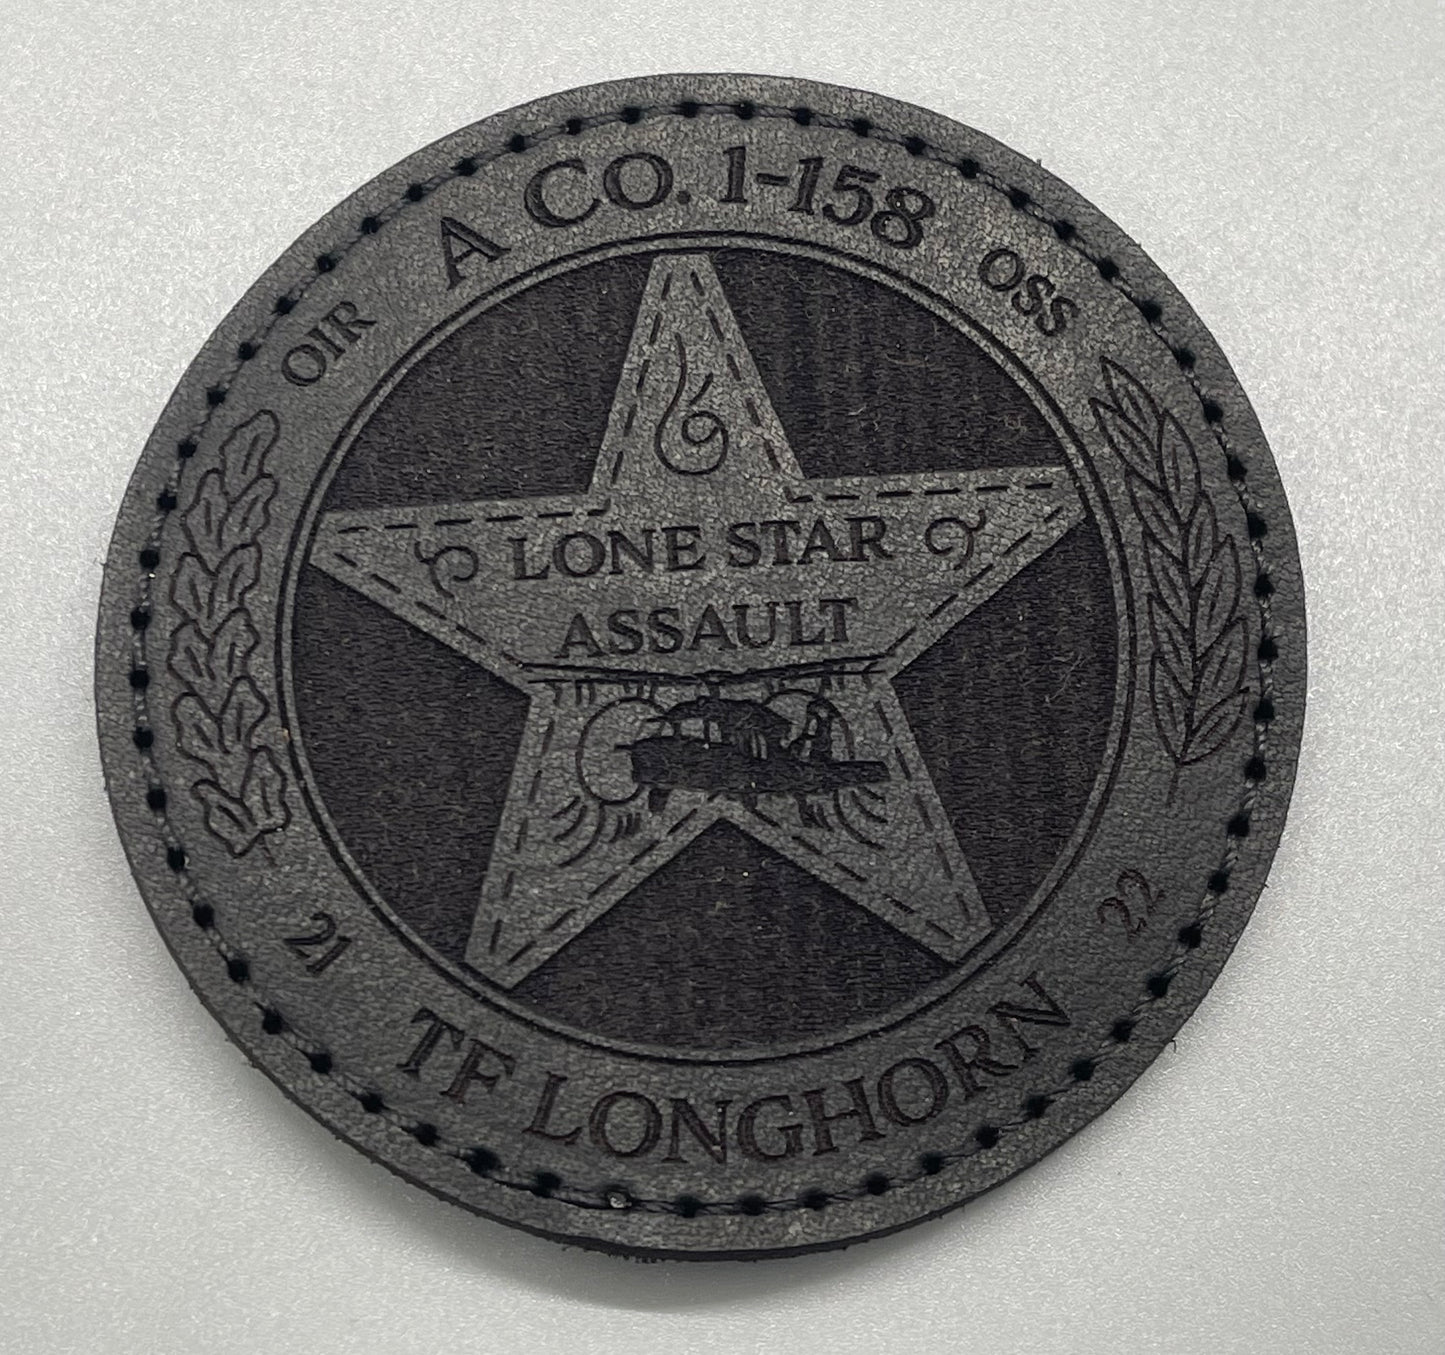 OIR
A CO. 1-158
OSS
LONE STAR
ASSAULT
21
TF LONGHORN
22